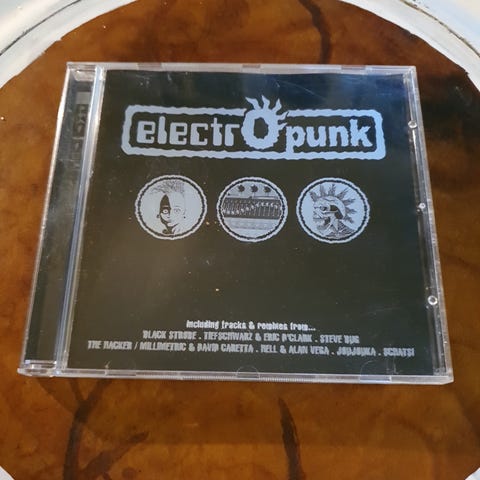 electrOpunk
including tracks & remixes from...
BLACK STROBE . TIEFSCHWARZ & ERIC D'CLARK . STEVE BUG
THE HACKER / MILLIMETRIC & DAVID CARETTA . HELL & ALAN VEGA . JOUJOUKA . SCRATSI